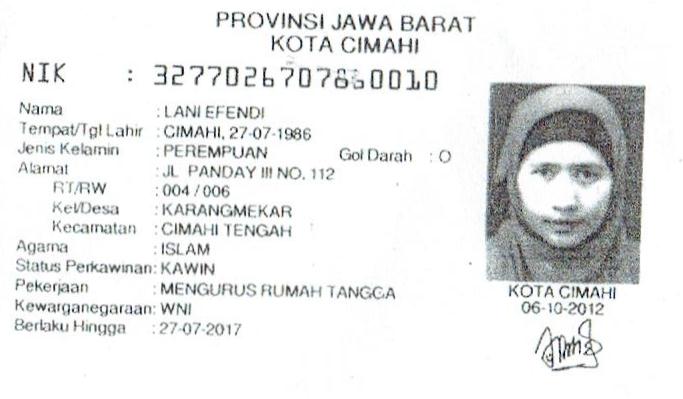 PROVINSI JAWA BARAT
KOTA CIMAHI
NIK : 3277026707860010
Nama : LANI EFENDI
Tempat/Tgl Lahir : CIMAHI, 27-07-1986
Jenis Kelamin : PEREMPUAN Gol Darah : O
Alamat : JL PANDAY III NO. 112
RT/RW : 004 / 006
Kel/Desa : KARANGMEKAR
Kecamatan : CIMAHI TENGAH
Agama : ISLAM
Status Perkawinan: KAWIN
Pekerjaan : MENGURUS RUMAH TANGGA
Kewarganegaraan: WNI
Berlaku Hingga : 27-07-2017
KOTA CIMAHI
06-10-2012